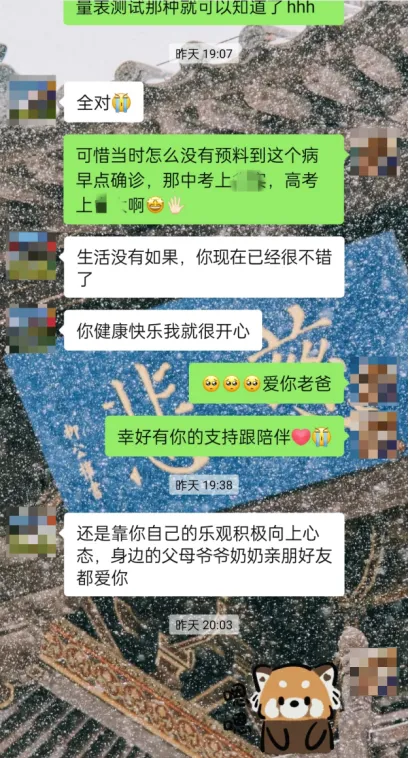 量表测试那种就可以知道了hhh
昨天 19:07
全对😭
可惜当时怎么没有预料到这个病
早点确诊，那中考上，高考
上啊🤩🖐🏻
生活没有如果，你现在已经很不错
了
你健康快乐我就很开心
🥺🥺🥺爱你老爸
幸好有你的支持跟陪伴❤️😭
昨天 19:38
还是靠你自己的乐观积极向上心
态，身边的父母爷爷奶奶亲朋好友
都爱你
昨天 20:03